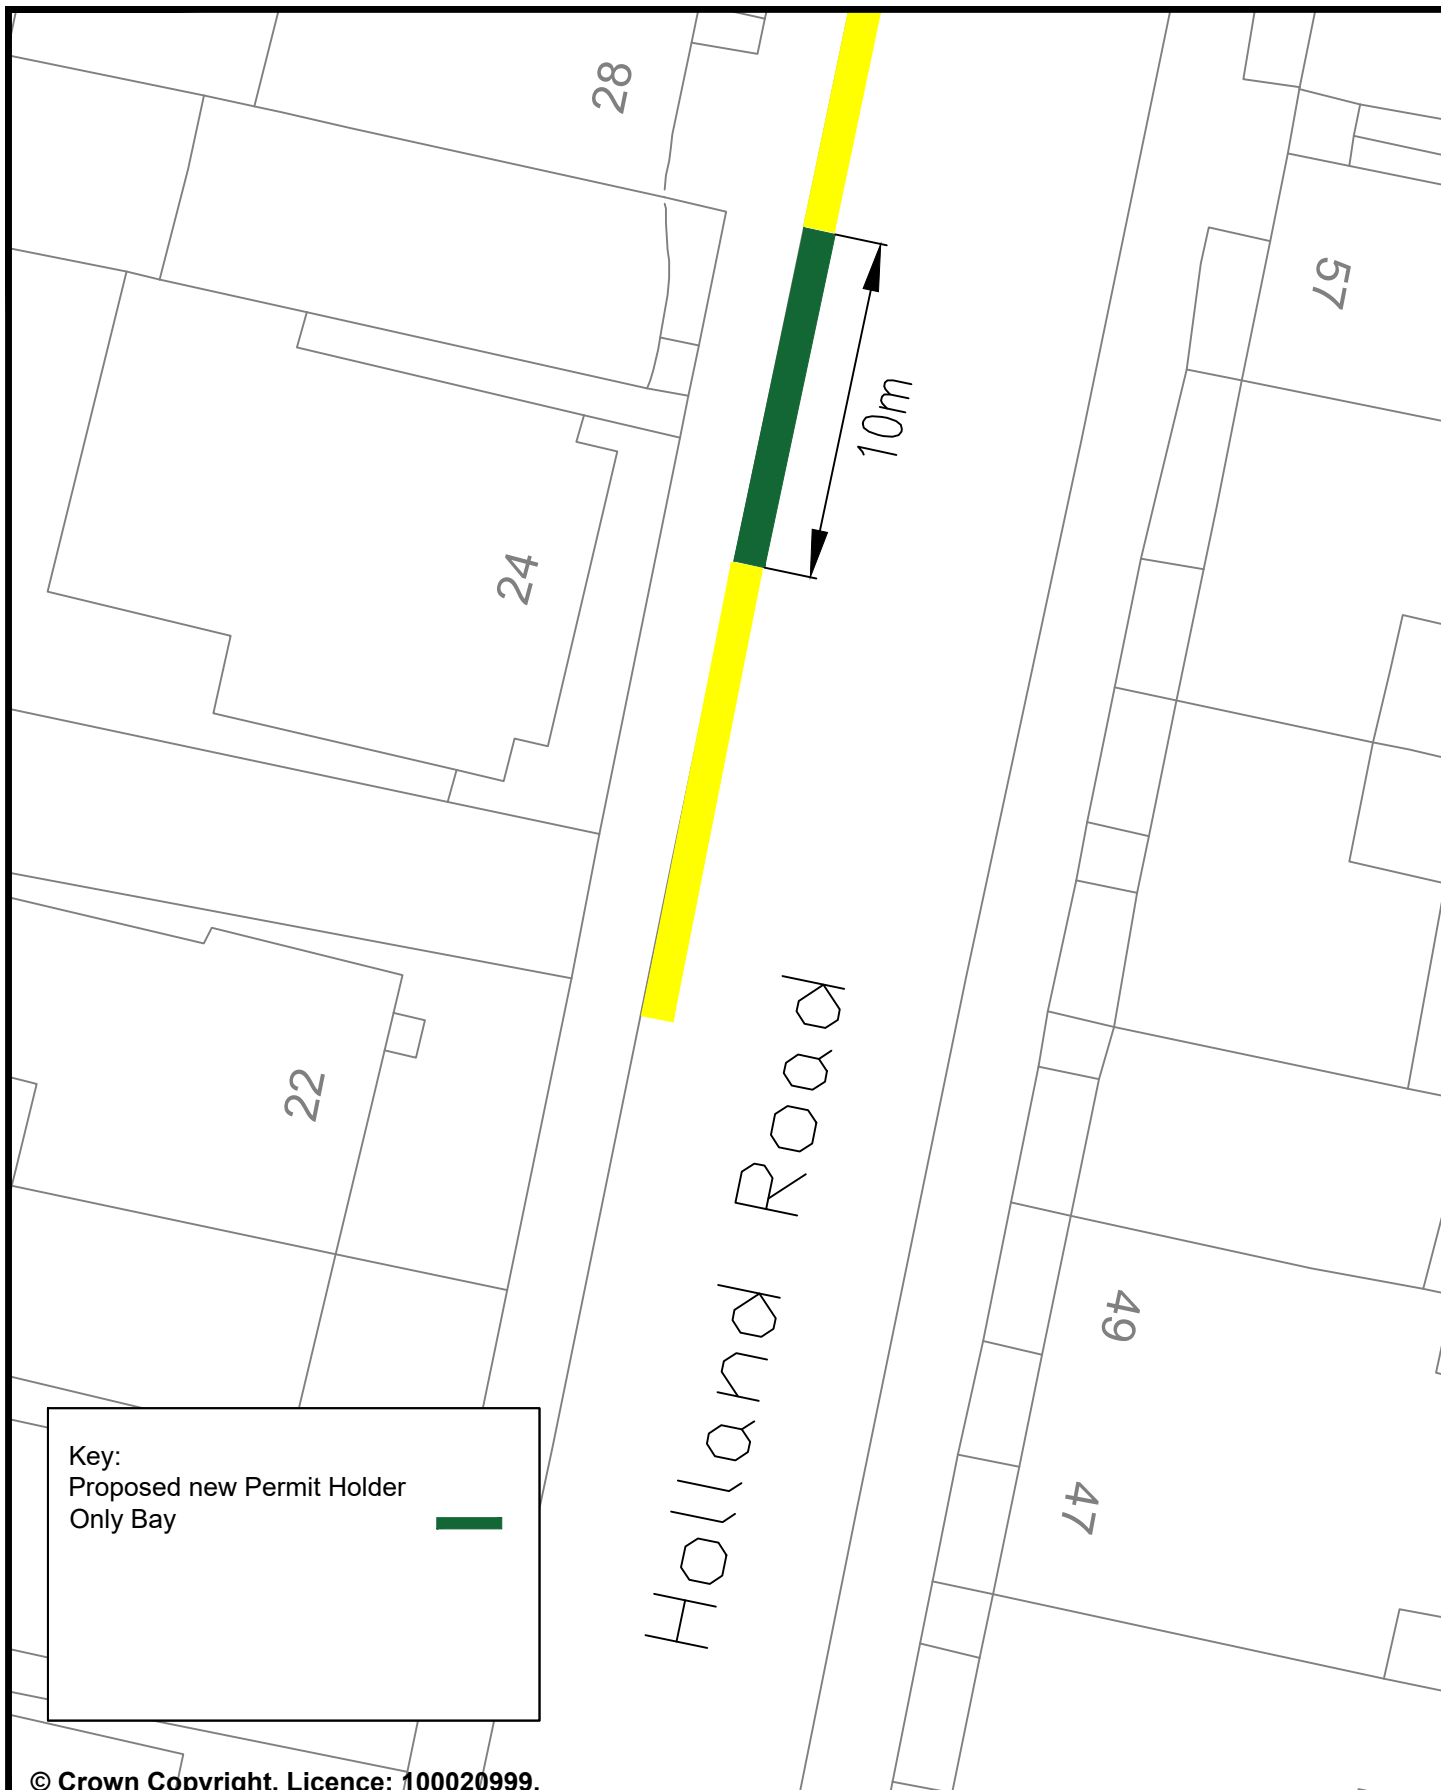 28
57
10m
24
22
Holland Road
49
47
Key:
Proposed new Permit Holder
Only Bay
© Crown Copyright. Licence: 100020999.